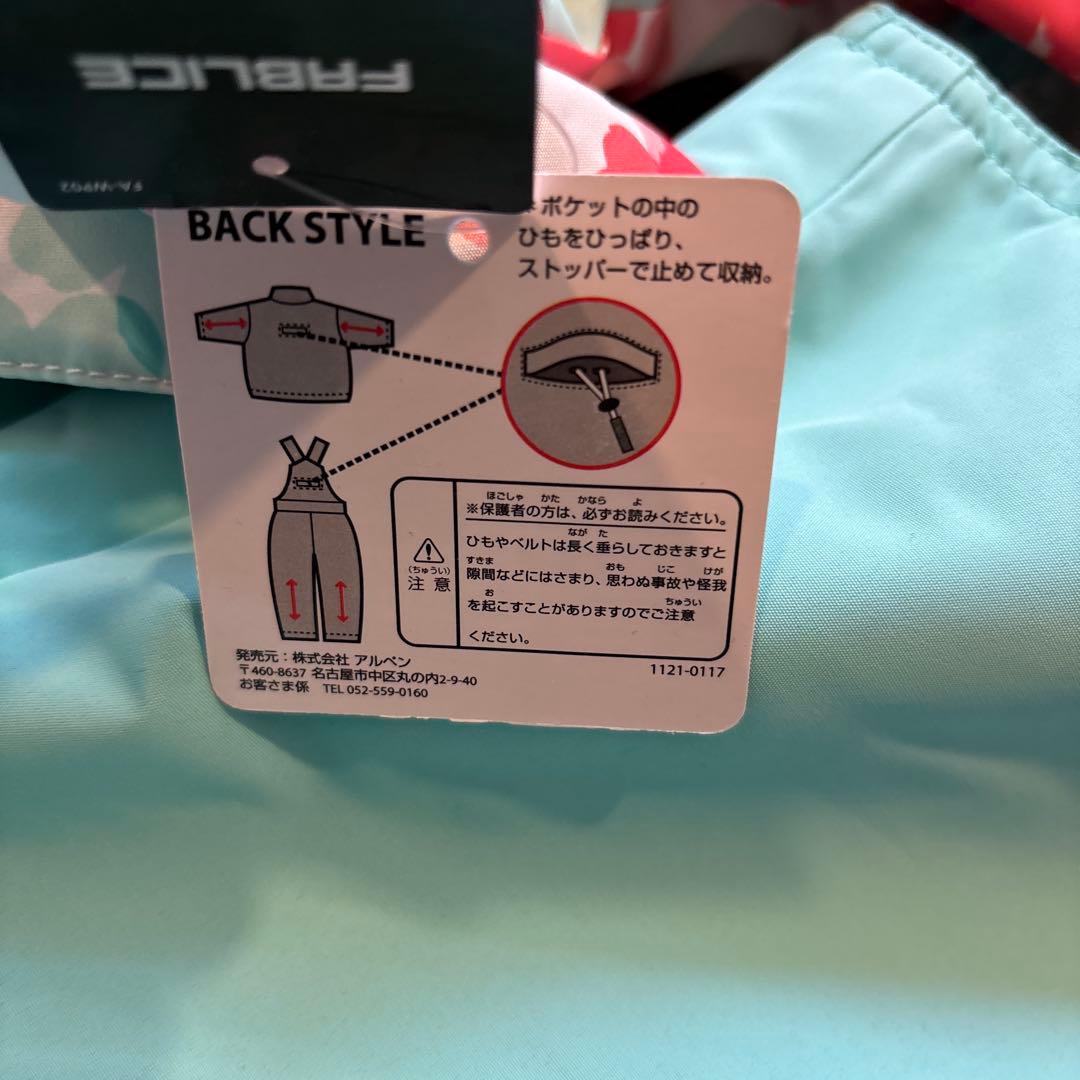 FABLICE
FA-W902
BACK STYLE
ポケットの中の
ひもをひっぱり、
ストッパーで止めて収納。
ほごしゃ かた かなら よ
※保護者の方は、必ずお読みください。
なが た
ひもやベルトは長く垂らしておきますと
すきま おも じこ けが
隙間などにはさまり、思わぬ事故や怪我
お ちゅうい
を起こすことがありますのでご注意
ください。
(ちゅうい)
注意
発売元：株式会社 アルペン
〒460-8637 名古屋市中区丸の内2-9-40
お客さま係 TEL 052-559-0160
1121-0117